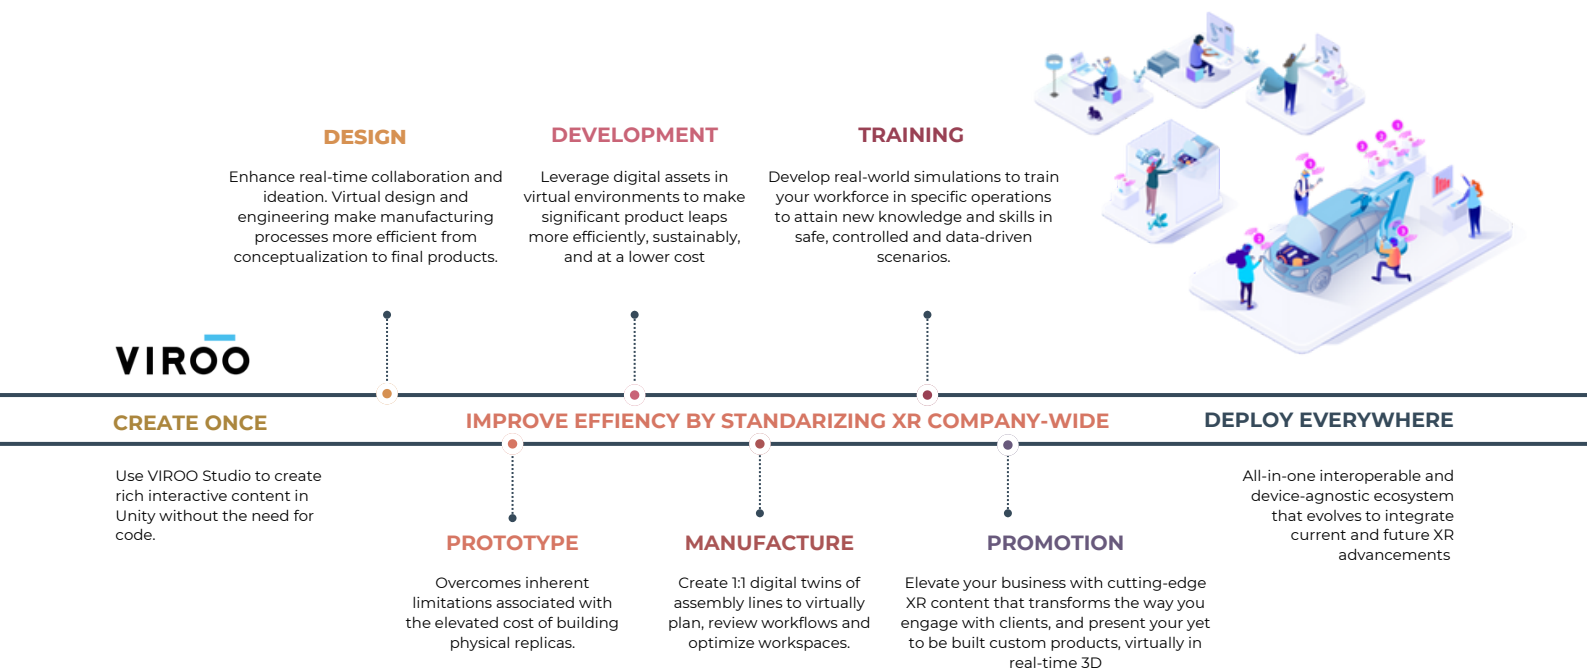 DESIGN
Enhance real-time collaboration and
ideation. Virtual design and
engineering make manufacturing
processes more efficient from
conceptualization to final products.
DEVELOPMENT
Leverage digital assets in
virtual environments to make
significant product leaps
more efficiently, sustainably,
and at a lower cost
TRAINING
Develop real-world simulations to train
your workforce in specific operations
to attain new knowledge and skills in
safe, controlled and data-driven
scenarios.
VIROO
CREATE ONCE
IMPROVE EFFIENCY BY STANDARIZING XR COMPANY-WIDE
DEPLOY EVERYWHERE
Use VIROO Studio to create
rich interactive content in
Unity without the need for
code.
PROTOTYPE
Overcomes inherent
limitations associated with
the elevated cost of building
physical replicas.
MANUFACTURE
Create 1:1 digital twins of
assembly lines to virtually
plan, review workflows and
optimize workspaces.
PROMOTION
Elevate your business with cutting-edge
XR content that transforms the way you
engage with clients, and present your yet
to be built custom products, virtually in
real-time 3D
All-in-one interoperable and
device-agnostic ecosystem
that evolves to integrate
current and future XR
advancements